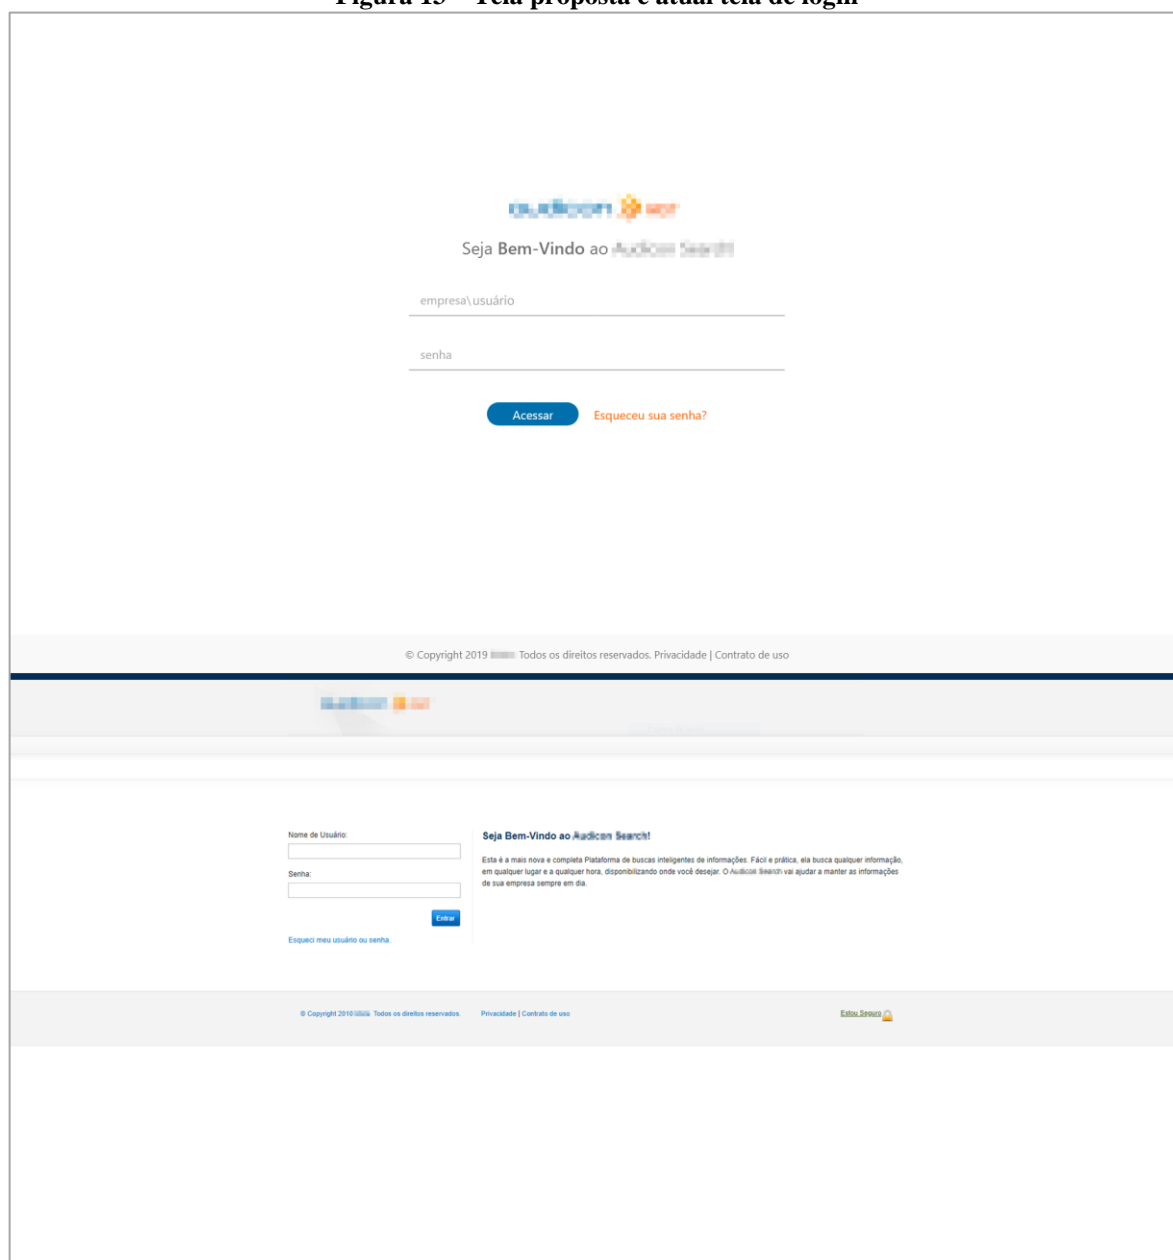 Figura 15 – Tela proposta e atual tela de login
Seja Bem-Vindo ao
empresa\usuário
senha
Acessar Esqueceu sua senha?
© Copyright 2019 Todos os direitos reservados. Privacidade | Contrato de uso
Nome de Usuário:
Senha:
Entrar
Esqueci meu usuário ou senha.
Seja Bem-Vindo ao Audicon Search!
Esta é a mais nova e completa Plataforma de buscas inteligentes de informações. Fácil e prática, ela busca qualquer informação,
em qualquer lugar e a qualquer hora, disponibilizando onde você desejar. O Audicon Search vai ajudar a manter as informações
de sua empresa sempre em dia.
© Copyright 2010 Todos os direitos reservados. Privacidade | Contrato de uso Estou Seguro